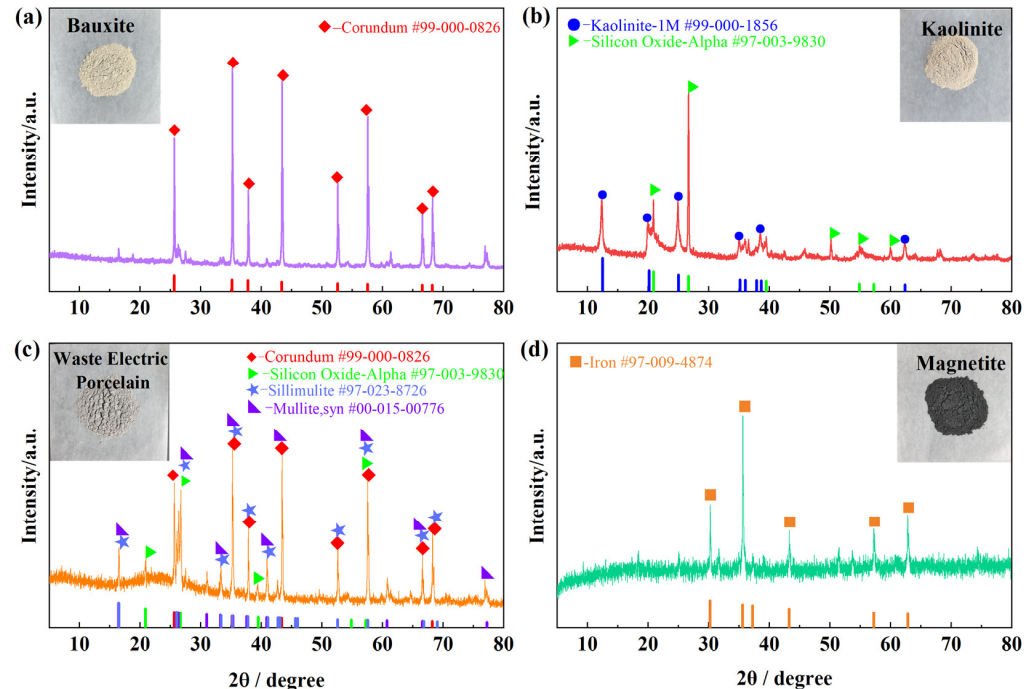 (a)
Bauxite
–Corundum #99-000-0826
Intensity/a.u.
10 20 30 40 50 60 70 80
(b)
–Kaolinite-1M #99-000-1856
–Silicon Oxide-Alpha #97-003-9830
Kaolinite
Intensity/a.u.
10 20 30 40 50 60 70 80
(c)
Waste Electric
Porcelain
–Corundum #99-000-0826
–Silicon Oxide-Alpha #97-003-9830
–Sillimulite #97-023-8726
–Mullite,syn #00-015-00776
Intensity/a.u.
10 20 30 40 50 60 70 80
2θ / degree
(d)
–Iron #97-009-4874
Magnetite
Intensity/a.u.
10 20 30 40 50 60 70 80
2θ / degree